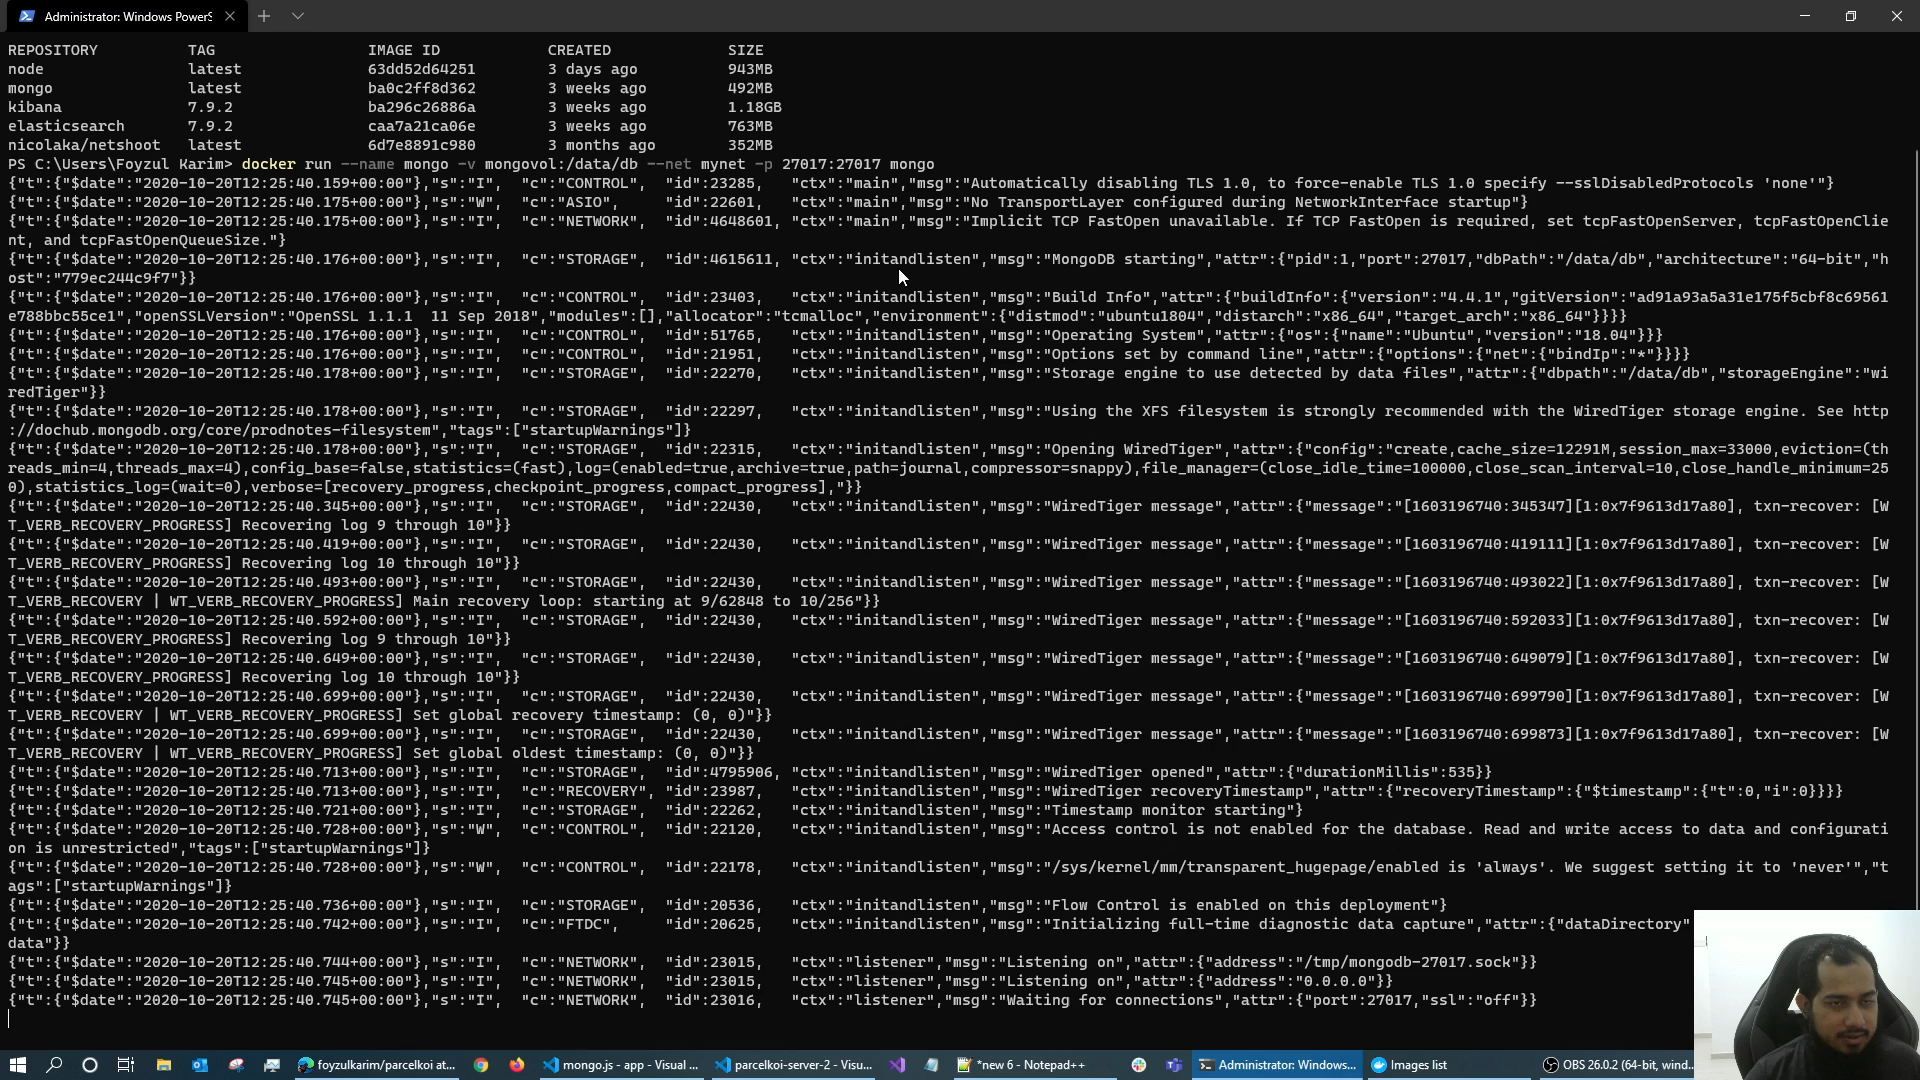 Administrator: Windows PowerS
REPOSITORY TAG IMAGE ID CREATED SIZE
node latest 63dd52d64251 3 days ago 943MB
mongo latest ba0c2ff8d362 3 weeks ago 492MB
kibana 7.9.2 ba296c26886a 3 weeks ago 1.18GB
elasticsearch 7.9.2 caa7a21ca06e 3 weeks ago 763MB
nicolaka/netshoot latest 6d7e8891c980 3 months ago 352MB
PS C:\Users\Foyzul Karim> docker run --name mongo -v mongovol:/data/db --net mynet -p 27017:27017 mongo
{"t":{"$date":"2020-10-20T12:25:40.159+00:00"},"s":"I", "c":"CONTROL", "id":23285, "ctx":"main","msg":"Automatically disabling TLS 1.0, to force-enable TLS 1.0 specify --sslDisabledProtocols 'none'"}
{"t":{"$date":"2020-10-20T12:25:40.175+00:00"},"s":"W", "c":"ASIO", "id":22601, "ctx":"main","msg":"No TransportLayer configured during NetworkInterface startup"}
{"t":{"$date":"2020-10-20T12:25:40.175+00:00"},"s":"I", "c":"NETWORK", "id":4648601, "ctx":"main","msg":"Implicit TCP FastOpen unavailable. If TCP FastOpen is required, set tcpFastOpenServer, tcpFastOpenClie
nt, and tcpFastOpenQueueSize."}
{"t":{"$date":"2020-10-20T12:25:40.176+00:00"},"s":"I", "c":"STORAGE", "id":4615611, "ctx":"initandlisten","msg":"MongoDB starting","attr":{"pid":1,"port":27017,"dbPath":"/data/db","architecture":"64-bit","h
ost":"779ec244c9f7"}}
{"t":{"$date":"2020-10-20T12:25:40.176+00:00"},"s":"I", "c":"CONTROL", "id":23403, "ctx":"initandlisten","msg":"Build Info","attr":{"buildInfo":{"version":"4.4.1","gitVersion":"ad91a93a5a31e175f5cbf8c69561
e788bbc55ce1","openSSLVersion":"OpenSSL 1.1.1 11 Sep 2018","modules":[],"allocator":"tcmalloc","environment":{"distmod":"ubuntu1804","distarch":"x86_64","target_arch":"x86_64"}}}}
{"t":{"$date":"2020-10-20T12:25:40.176+00:00"},"s":"I", "c":"CONTROL", "id":51765, "ctx":"initandlisten","msg":"Operating System","attr":{"os":{"name":"Ubuntu","version":"18.04"}}}
{"t":{"$date":"2020-10-20T12:25:40.176+00:00"},"s":"I", "c":"CONTROL", "id":21951, "ctx":"initandlisten","msg":"Options set by command line","attr":{"options":{"net":{"bindIp":"*"}}}}
{"t":{"$date":"2020-10-20T12:25:40.178+00:00"},"s":"I", "c":"STORAGE", "id":22270, "ctx":"initandlisten","msg":"Storage engine to use detected by data files","attr":{"dbpath":"/data/db","storageEngine":"wi
redTiger"}}
{"t":{"$date":"2020-10-20T12:25:40.178+00:00"},"s":"I", "c":"STORAGE", "id":22297, "ctx":"initandlisten","msg":"Using the XFS filesystem is strongly recommended with the WiredTiger storage engine. See http
://dochub.mongodb.org/core/prodnotes-filesystem","tags":["startupWarnings"]}
{"t":{"$date":"2020-10-20T12:25:40.178+00:00"},"s":"I", "c":"STORAGE", "id":22315, "ctx":"initandlisten","msg":"Opening WiredTiger","attr":{"config":"create,cache_size=12291M,session_max=33000,eviction=(th
reads_min=4,threads_max=4),config_base=false,statistics=(fast),log=(enabled=true,archive=true,path=journal,compressor=snappy),file_manager=(close_idle_time=100000,close_scan_interval=10,close_handle_minimum=25
0),statistics_log=(wait=0),verbose=[recovery_progress,checkpoint_progress,compact_progress],"}}
{"t":{"$date":"2020-10-20T12:25:40.345+00:00"},"s":"I", "c":"STORAGE", "id":22430, "ctx":"initandlisten","msg":"WiredTiger message","attr":{"message":"[1603196740:345347][1:0x7f9613d17a80], txn-recover: [W
T_VERB_RECOVERY_PROGRESS] Recovering log 9 through 10"}}
{"t":{"$date":"2020-10-20T12:25:40.419+00:00"},"s":"I", "c":"STORAGE", "id":22430, "ctx":"initandlisten","msg":"WiredTiger message","attr":{"message":"[1603196740:419111][1:0x7f9613d17a80], txn-recover: [W
T_VERB_RECOVERY_PROGRESS] Recovering log 10 through 10"}}
{"t":{"$date":"2020-10-20T12:25:40.493+00:00"},"s":"I", "c":"STORAGE", "id":22430, "ctx":"initandlisten","msg":"WiredTiger message","attr":{"message":"[1603196740:493022][1:0x7f9613d17a80], txn-recover: [W
T_VERB_RECOVERY | WT_VERB_RECOVERY_PROGRESS] Main recovery loop: starting at 9/62848 to 10/256"}}
{"t":{"$date":"2020-10-20T12:25:40.592+00:00"},"s":"I", "c":"STORAGE", "id":22430, "ctx":"initandlisten","msg":"WiredTiger message","attr":{"message":"[1603196740:592033][1:0x7f9613d17a80], txn-recover: [W
T_VERB_RECOVERY_PROGRESS] Recovering log 9 through 10"}}
{"t":{"$date":"2020-10-20T12:25:40.649+00:00"},"s":"I", "c":"STORAGE", "id":22430, "ctx":"initandlisten","msg":"WiredTiger message","attr":{"message":"[1603196740:649079][1:0x7f9613d17a80], txn-recover: [W
T_VERB_RECOVERY_PROGRESS] Recovering log 10 through 10"}}
{"t":{"$date":"2020-10-20T12:25:40.699+00:00"},"s":"I", "c":"STORAGE", "id":22430, "ctx":"initandlisten","msg":"WiredTiger message","attr":{"message":"[1603196740:699790][1:0x7f9613d17a80], txn-recover: [W
T_VERB_RECOVERY | WT_VERB_RECOVERY_PROGRESS] Set global recovery timestamp: (0, 0)"}}
{"t":{"$date":"2020-10-20T12:25:40.699+00:00"},"s":"I", "c":"STORAGE", "id":22430, "ctx":"initandlisten","msg":"WiredTiger message","attr":{"message":"[1603196740:699873][1:0x7f9613d17a80], txn-recover: [W
T_VERB_RECOVERY | WT_VERB_RECOVERY_PROGRESS] Set global oldest timestamp: (0, 0)"}}
{"t":{"$date":"2020-10-20T12:25:40.713+00:00"},"s":"I", "c":"STORAGE", "id":4795906, "ctx":"initandlisten","msg":"WiredTiger opened","attr":{"durationMillis":535}}
{"t":{"$date":"2020-10-20T12:25:40.713+00:00"},"s":"I", "c":"RECOVERY", "id":23987, "ctx":"initandlisten","msg":"WiredTiger recoveryTimestamp","attr":{"recoveryTimestamp":{"$timestamp":{"t":0,"i":0}}}}
{"t":{"$date":"2020-10-20T12:25:40.721+00:00"},"s":"I", "c":"STORAGE", "id":22262, "ctx":"initandlisten","msg":"Timestamp monitor starting"}
{"t":{"$date":"2020-10-20T12:25:40.728+00:00"},"s":"W", "c":"CONTROL", "id":22120, "ctx":"initandlisten","msg":"Access control is not enabled for the database. Read and write access to data and configurati
on is unrestricted","tags":["startupWarnings"]}
{"t":{"$date":"2020-10-20T12:25:40.728+00:00"},"s":"W", "c":"CONTROL", "id":22178, "ctx":"initandlisten","msg":"/sys/kernel/mm/transparent_hugepage/enabled is 'always'. We suggest setting it to 'never'","t
ags":["startupWarnings"]}
{"t":{"$date":"2020-10-20T12:25:40.736+00:00"},"s":"I", "c":"STORAGE", "id":20536, "ctx":"initandlisten","msg":"Flow Control is enabled on this deployment"}
{"t":{"$date":"2020-10-20T12:25:40.742+00:00"},"s":"I", "c":"FTDC", "id":20625, "ctx":"initandlisten","msg":"Initializing full-time diagnostic data capture","attr":{"dataDirectory"
data"}}
{"t":{"$date":"2020-10-20T12:25:40.744+00:00"},"s":"I", "c":"NETWORK", "id":23015, "ctx":"listener","msg":"Listening on","attr":{"address":"/tmp/mongodb-27017.sock"}}
{"t":{"$date":"2020-10-20T12:25:40.745+00:00"},"s":"I", "c":"NETWORK", "id":23015, "ctx":"listener","msg":"Listening on","attr":{"address":"0.0.0.0"}}
{"t":{"$date":"2020-10-20T12:25:40.745+00:00"},"s":"I", "c":"NETWORK", "id":23016, "ctx":"listener","msg":"Waiting for connections","attr":{"port":27017,"ssl":"off"}}
foyzulkarim/parcelkoi at... mongo.js - app - Visual ... parcelkoi-server-2 - Visu... *new 6 - Notepad++ Administrator: Windows... Images list OBS 26.0.2 (64-bit, wind...